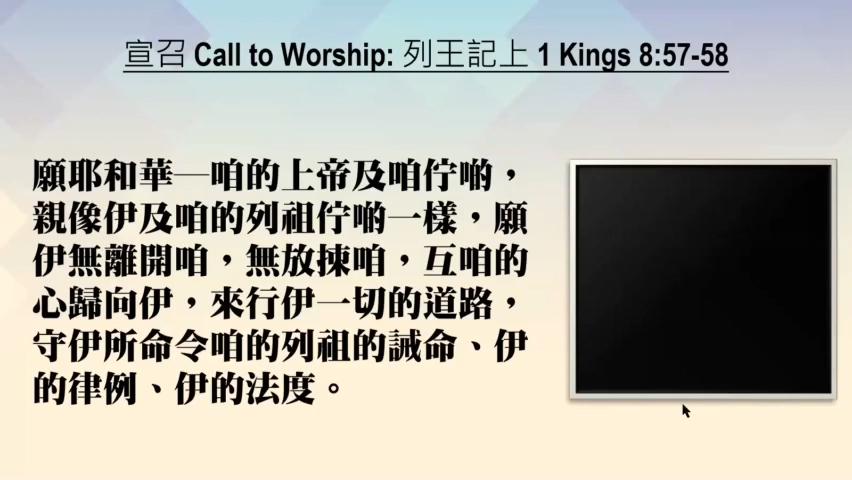 宣召 Call to Worship: 列王記上 1 Kings 8:57-58
願耶和華─咱的上帝及咱佇啲，
親像伊及咱的列祖佇啲一樣，願
伊無離開咱，無放揀咱，互咱的
心歸向伊，來行伊一切的道路，
守伊所命令咱的列祖的誡命、伊
的律例、伊的法度。